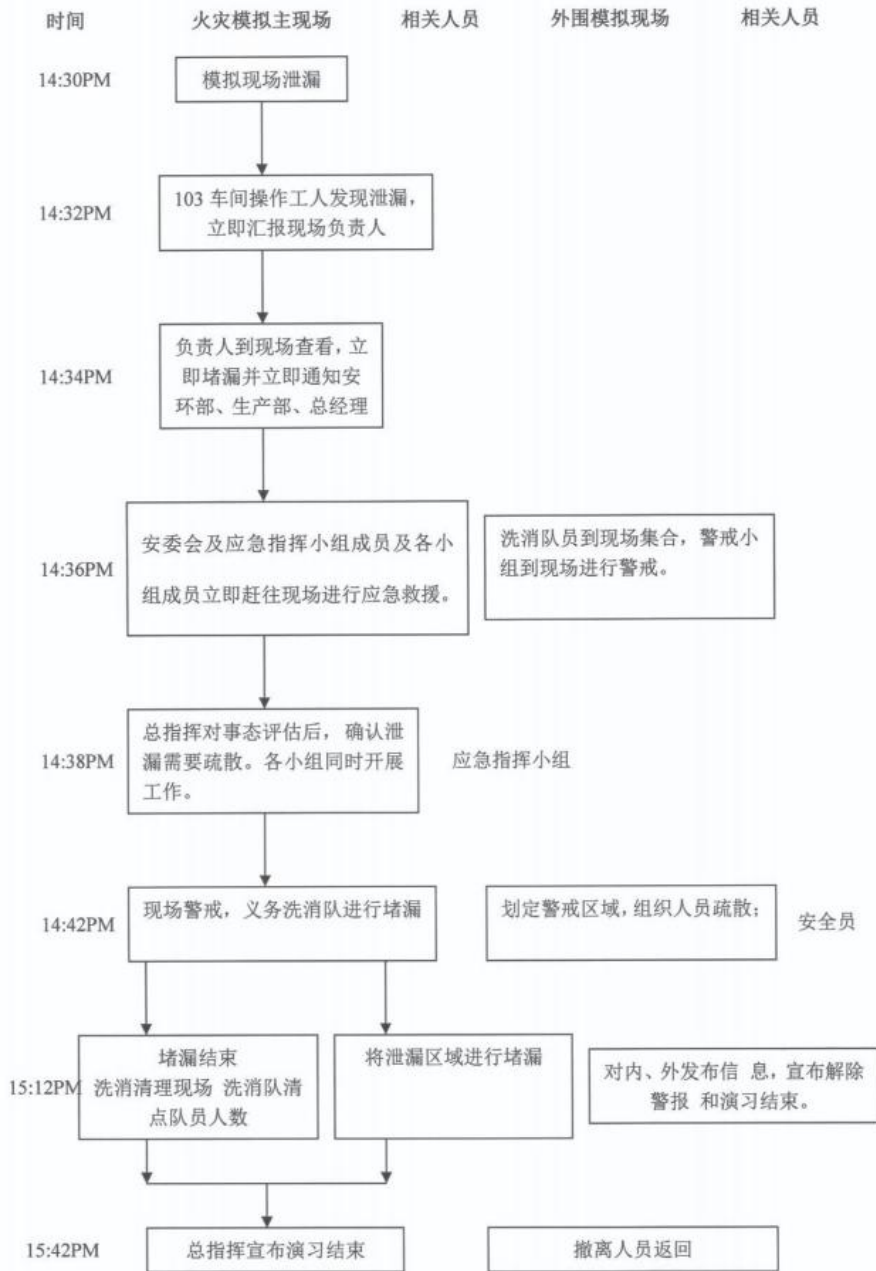 时间 火灾模拟主现场 相关人员 外围模拟现场 相关人员
14:30PM 模拟现场泄漏
14:32PM
103 车间操作工人发现泄漏，
立即汇报现场负责人
14:34PM
负责人到现场查看，立
即堵漏并立即通知安
环部、生产部、总经理
14:36PM
安委会及应急指挥小组成员及各小
组成员立即赶往现场进行应急救援。
洗消队员到现场集合，警戒小
组到现场进行警戒。
14:38PM
总指挥对事态评估后，确认泄
漏需要疏散。各小组同时开展
工作。
应急指挥小组
14:42PM
现场警戒，义务洗消队进行堵漏
划定警戒区域，组织人员疏散；
安全员
15:12PM
堵漏结束
洗消清理现场 洗消队清
点队员人数
将泄漏区域进行堵漏
对内、外发布信 息，宣布解除
警报 和演习结束。
15:42PM
总指挥宣布演习结束
撤离人员返回